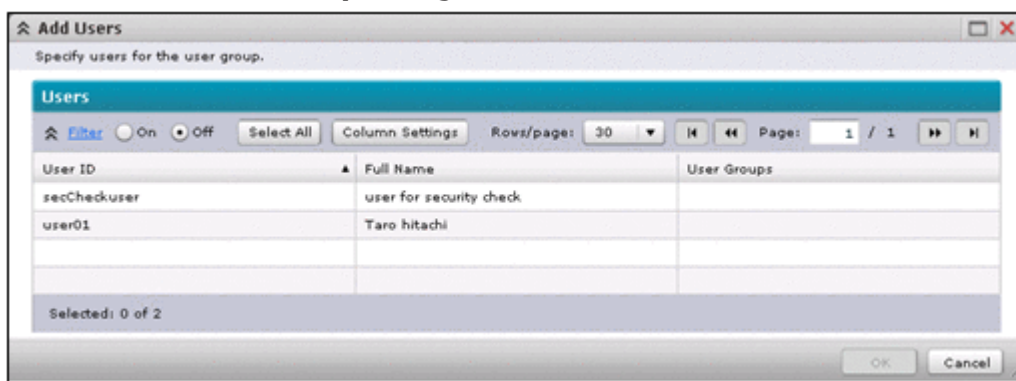 Add Users
Specify users for the user group.
Users
Filter On Off Select All Column Settings Rows/page: 30 Page: 1 / 1
User ID Full Name User Groups
secCheckuser user for security check
user01 Taro hitachi
Selected: 0 of 2
OK Cancel